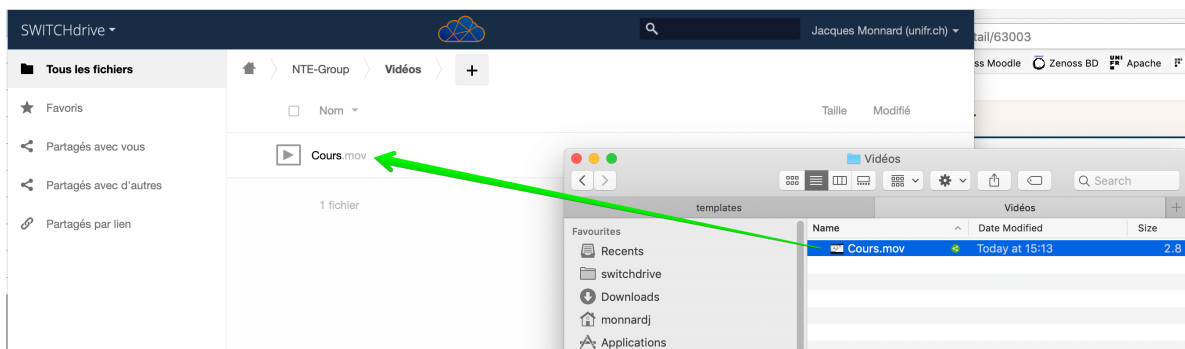 SWITCHdrive
Jacques Monnard (unifr.ch)
tail/63003
ss Moodle Zenoss BD UNI FR Apache
Tous les fichiers
NTE-Group Vidéos +
Favoris
Nom Taille Modifié
Partagés avec vous
Cours.mov
Partagés avec d'autres
1 fichier
Partagés par lien
Vidéos
Search
templates Vidéos +
Favourites
Name Date Modified Size
Recents
Cours.mov Today at 15:13 2.8
switchdrive
Downloads
monnardj
Applications